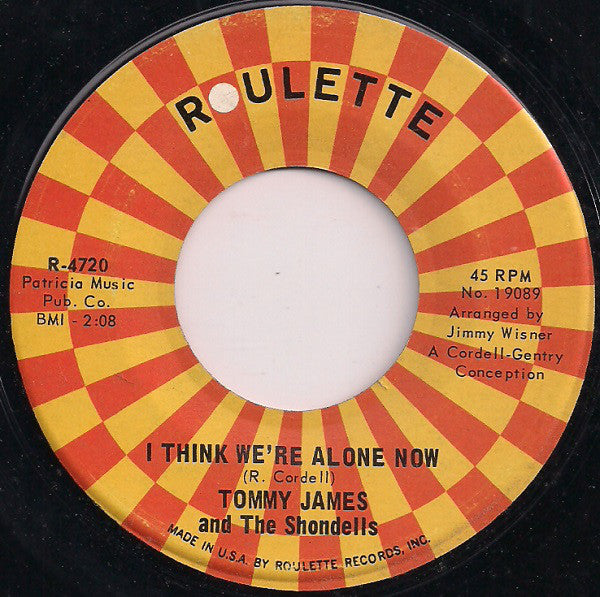 ROULETTE
R-4720
Patricia Music
Pub. Co.
BMI - 2:08
45 RPM
No. 19089
Arranged by
Jimmy Wisner
A Cordell-Gentry
Conception
I THINK WE'RE ALONE NOW
(R. Cordell)
TOMMY JAMES
and The Shondells
MADE IN U.S.A. BY ROULETTE RECORDS, INC.